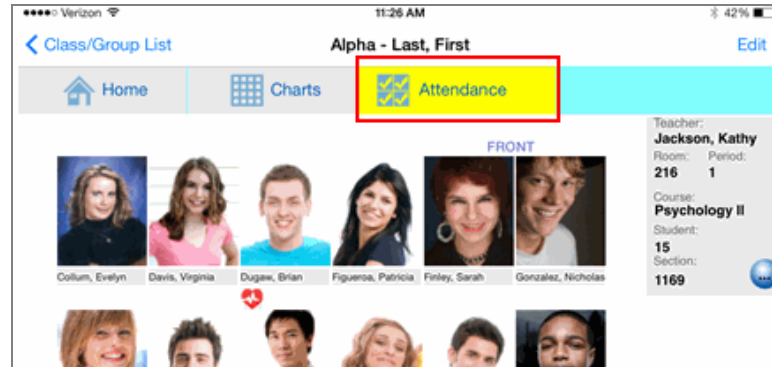 Verizon 11:26 AM 42%
Class/Group List Alpha - Last, First Edit
Home Charts Attendance
FRONT
Teacher:
Jackson, Kathy
Room: Period:
216 1
Course:
Psychology II
Student:
15
Section:
1169
...
Collum, Evelyn Davis, Virginia Dugaw, Brian Figueroa, Patricia Finley, Sarah Gonzalez, Nicholas